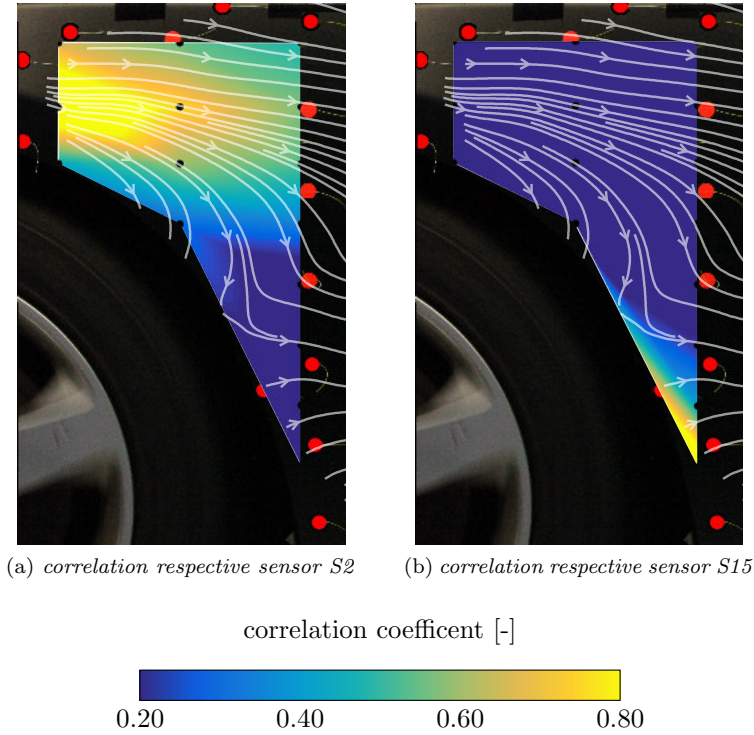 (a) correlation respective sensor S2
(b) correlation respective sensor S15
correlation coefficent [-]
0.20 0.40 0.60 0.80